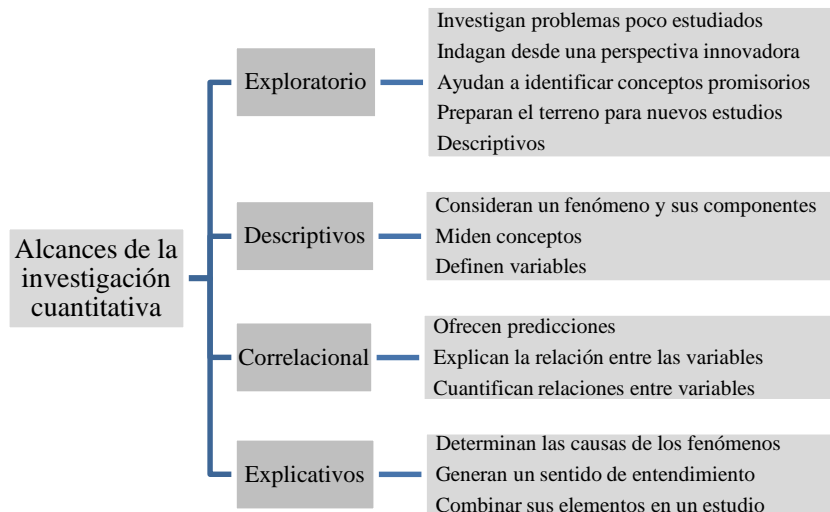 Alcances de la
investigación
cuantitativa
Exploratorio
Investigan problemas poco estudiados
Indagan desde una perspectiva innovadora
Ayudan a identificar conceptos promisorios
Preparan el terreno para nuevos estudios
Descriptivos
Descriptivos
Consideran un fenómeno y sus componentes
Miden conceptos
Definen variables
Correlacional
Ofrecen predicciones
Explican la relación entre las variables
Cuantifican relaciones entre variables
Explicativos
Determinan las causas de los fenómenos
Generan un sentido de entendimiento
Combinar sus elementos en un estudio